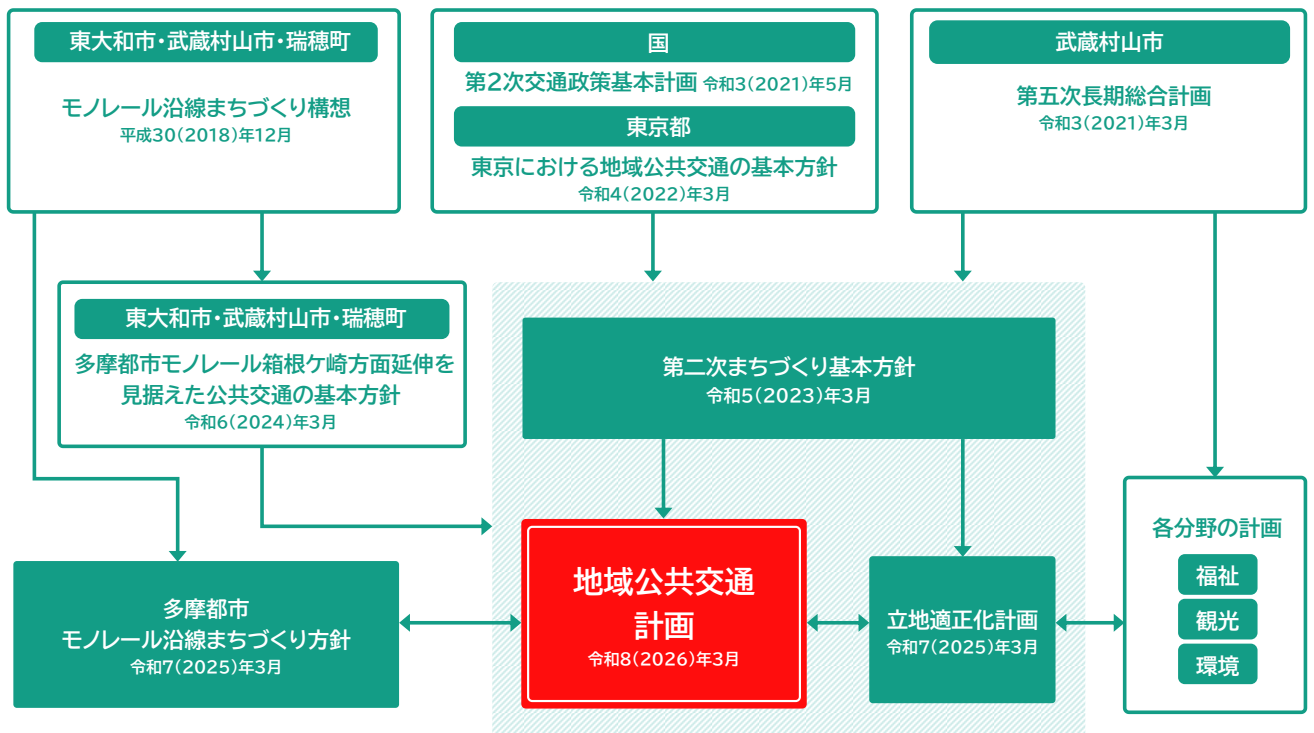 東大和市・武蔵村山市・瑞穂町
モノレール沿線まちづくり構想
平成30(2018)年12月
国
第2次交通政策基本計画 令和3(2021)年5月
東京都
東京における地域公共交通の基本方針
令和4(2022)年3月
武蔵村山市
第五次長期総合計画
令和3(2021)年3月
東大和市・武蔵村山市・瑞穂町
多摩都市モノレール箱根ケ崎方面延伸を
見据えた公共交通の基本方針
令和6(2024)年3月
第二次まちづくり基本方針
令和5(2023)年3月
多摩都市
モノレール沿線まちづくり方針
令和7(2025)年3月
地域公共交通
計画
令和8(2026)年3月
立地適正化計画
令和7(2025)年3月
各分野の計画
福祉
観光
環境